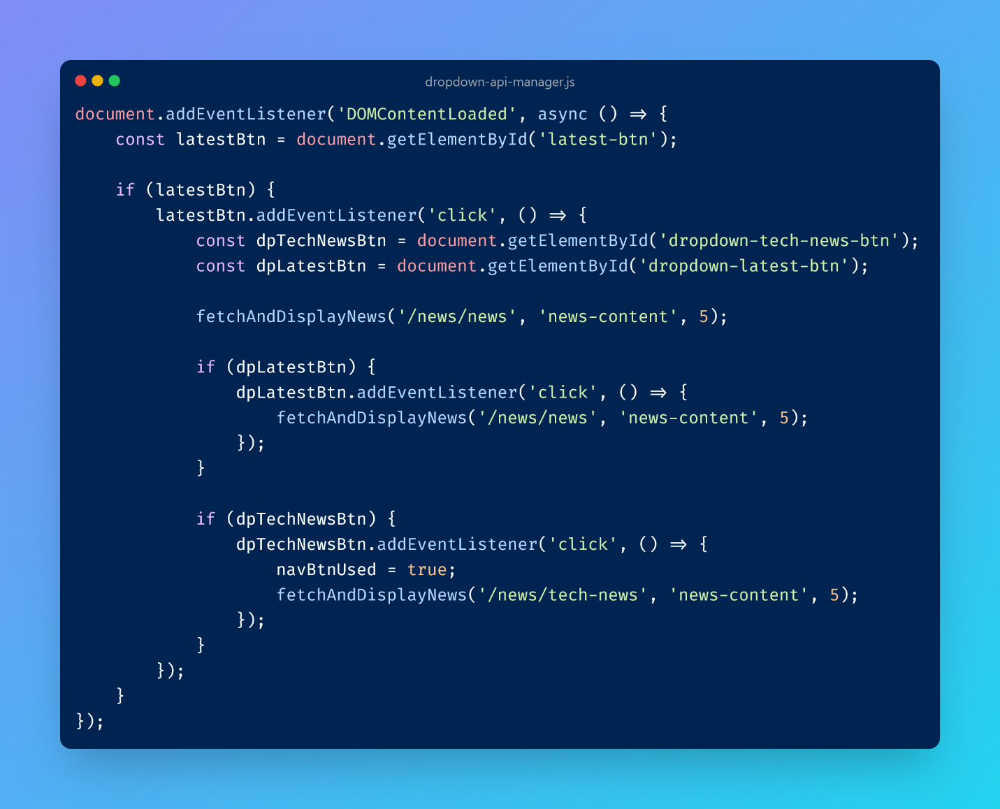 dropdown-api-manager.js
document.addEventListener('DOMContentLoaded', async () => {
    const latestBtn = document.getElementById('latest-btn');

    if (latestBtn) {
        latestBtn.addEventListener('click', () => {
            const dpTechNewsBtn = document.getElementById('dropdown-tech-news-btn');
            const dpLatestBtn = document.getElementById('dropdown-latest-btn');

            fetchAndDisplayNews('/news/news', 'news-content', 5);

            if (dpLatestBtn) {
                dpLatestBtn.addEventListener('click', () => {
                    fetchAndDisplayNews('/news/news', 'news-content', 5);
                });
            }

            if (dpTechNewsBtn) {
                dpTechNewsBtn.addEventListener('click', () => {
                    navBtnUsed = true;
                    fetchAndDisplayNews('/news/tech-news', 'news-content', 5);
                });
            }
        });
    }
});